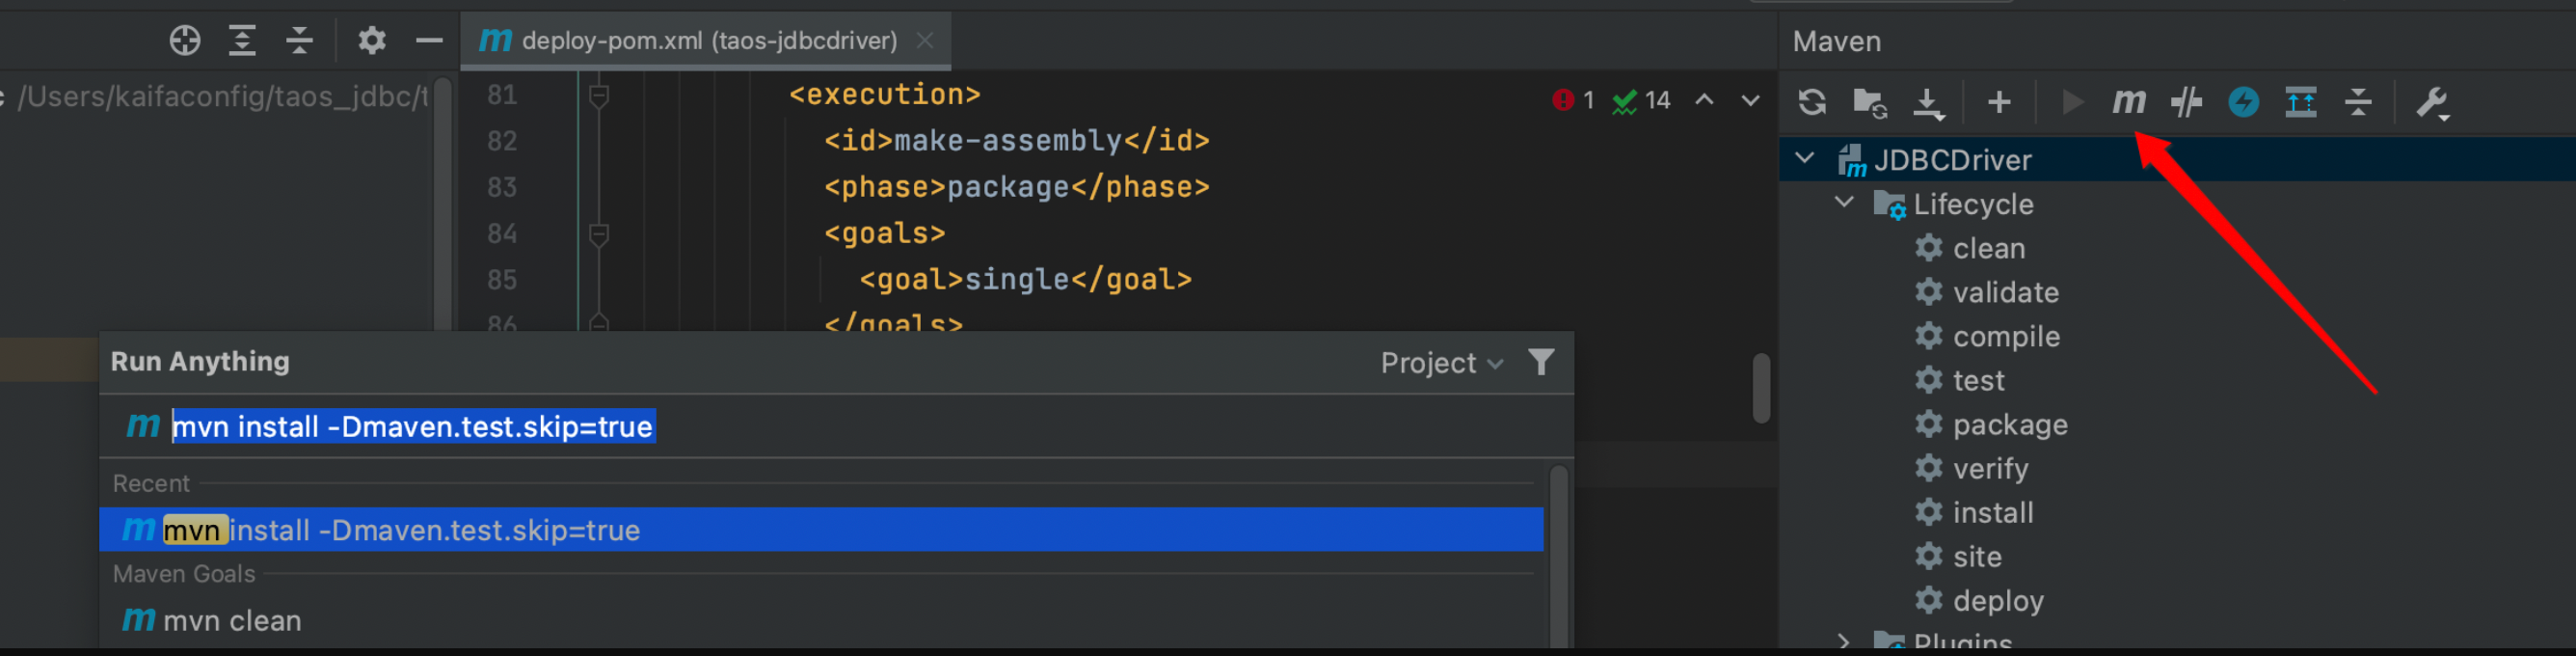 deploy-pom.xml (taos-jdbcdriver)
Maven
/Users/kaifaconfig/taos_jdbc/t
81 <execution>
1 14
82 <id>make-assembly</id>
83 <phase>package</phase>
84 <goals>
85 <goal>single</goal>
86 </goals>
JDBCDriver
Lifecycle
clean
validate
compile
test
package
verify
install
site
deploy
Plugins
Run Anything
Project
mvn install -Dmaven.test.skip=true
Recent
mvn install -Dmaven.test.skip=true
Maven Goals
mvn clean